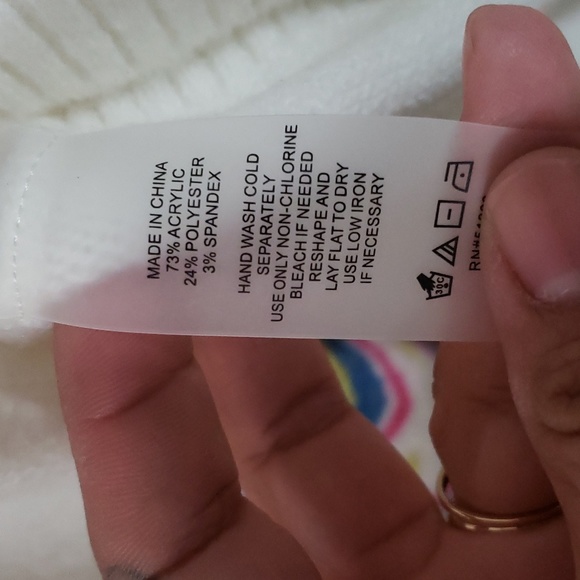 MADE IN CHINA
73% ACRYLIC
24% POLYESTER
3% SPANDEX
HAND WASH COLD
SEPARATELY
USE ONLY NON-CHLORINE
BLEACH IF NEEDED
RESHAPE AND
LAY FLAT TO DRY
USE LOW IRON
IF NECESSARY
30C